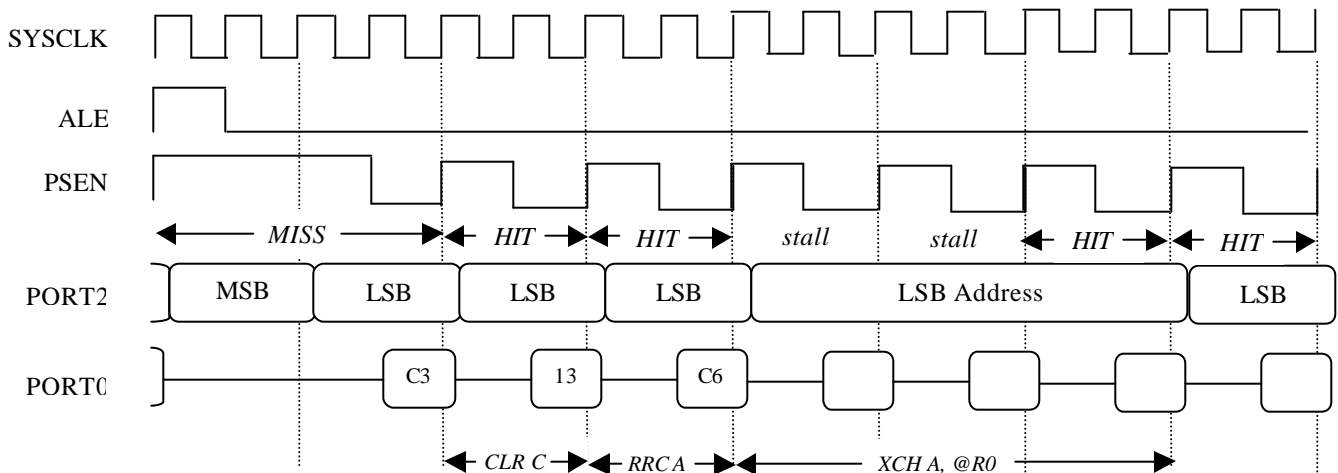 SYSCLK
ALE
PSEN
MISS HIT HIT stall stall HIT HIT
PORT2 MSB LSB LSB LSB LSB Address LSB
PORT0 C3 13 C6
CLR C RRC A XCH A, @R0